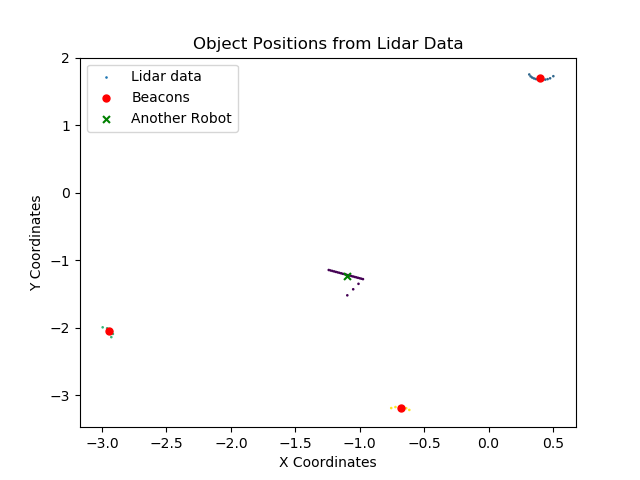 Object Positions from Lidar Data
Lidar data
Beacons
Another Robot
Y Coordinates
2
1
0
−1
−2
−3
−3.0 −2.5 −2.0 −1.5 −1.0 −0.5 0.0 0.5
X Coordinates